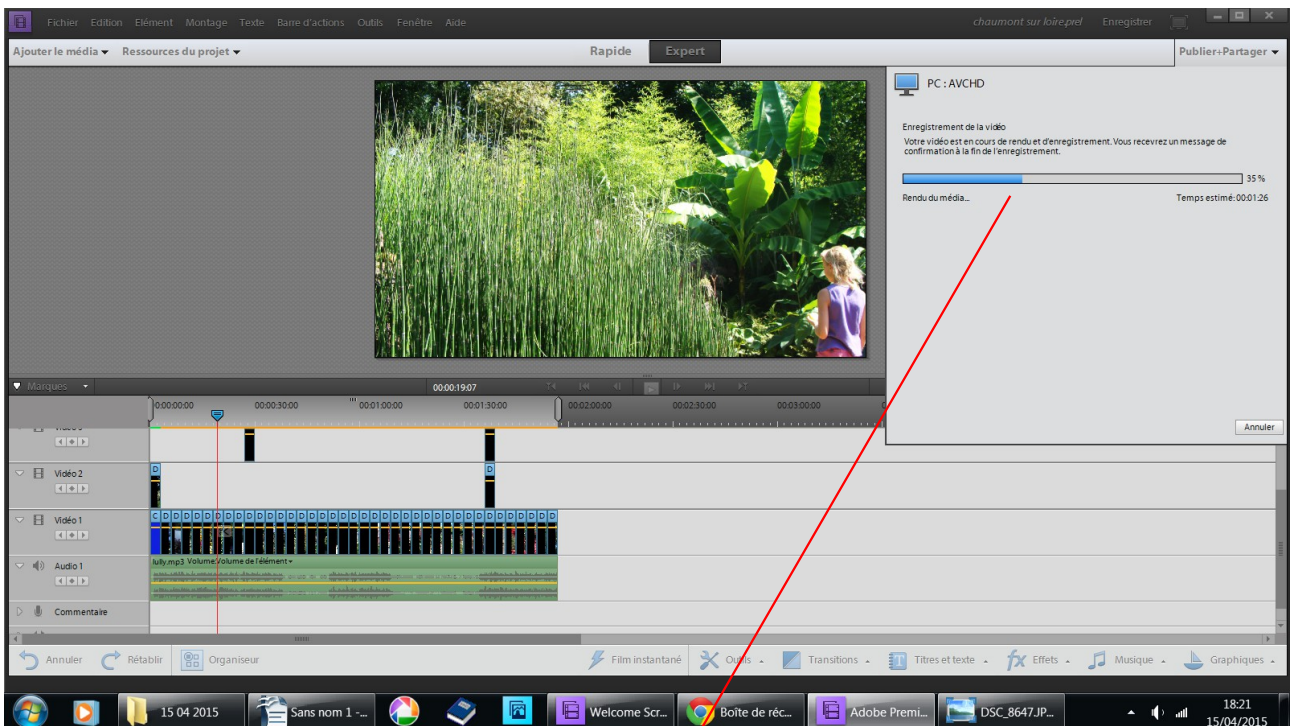 Fichier Edition Elément Montage Texte Barre d'actions Outils Fenêtre Aide chaumont sur loire.prel Enregistrer
Ajouter le média Ressources du projet Rapide Expert Publier+Partager
PC : AVCHD
Enregistrement de la vidéo
Votre vidéo est en cours de rendu et d'enregistrement. Vous recevrez un message de
confirmation à la fin de l'enregistrement.
35 %
Rendu du média... Temps estimé: 00:01:26
Annuler
Marques 00:00:19:07
0:00:00:00 00:00:30:00 00:01:00:00 00:01:30:00 00:02:00:00 00:02:30:00 00:03:00:00
Vidéo 2 D D
Vidéo 1 C D D D D D D D D D D D D D D D D D D D D D D D D D D D D D D D D D D D D
Audio 1 lully.mp3 Volume:Volume de l'élément
Commentaire
Annuler Rétablir Organiseur Film instantané Outils Transitions Titres et texte Effets Musique Graphiques
15 04 2015 Sans nom 1 -... Welcome Scr... Boîte de réc... Adobe Premi... DSC_8647.JP... 18:21
15/04/2015